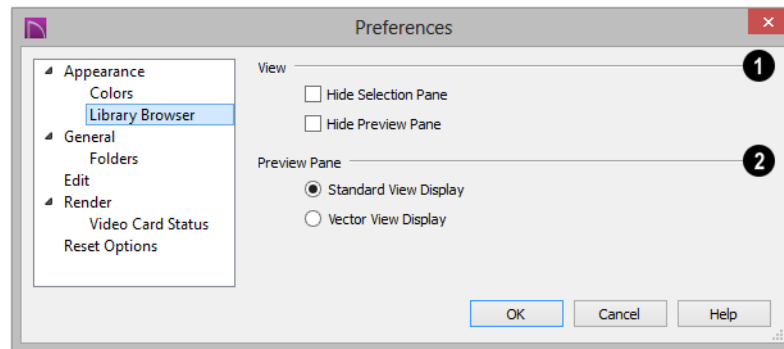 Preferences
Appearance
Colors
Library Browser
General
Folders
Edit
Render
Video Card Status
Reset Options
View
1
Hide Selection Pane
Hide Preview Pane
Preview Pane
2
Standard View Display
Vector View Display
OK
Cancel
Help